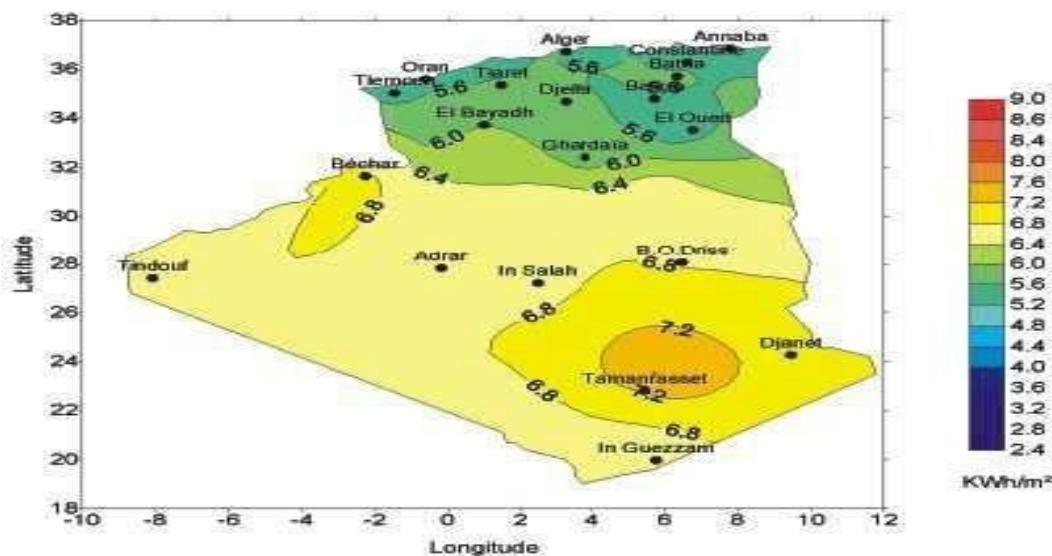 38
36
34
32
30
28
26
24
22
20
18
Latitude
-10 -8 -6 -4 -2 0 2 4 6 8 10 12
Longitude
Alger
Annaba
Oran
Tiaret
Batna
Djelfa
El Bayadh
El Oued
Ghardaïa
Béchar
Adrar
Tindouf
In Salah
B.O.Driss
Djanet
Tamanrasset
In Guezzam
5.6
5.6
5.6
6.0
6.0
6.4
6.4
6.8
6.8
6.8
6.8
6.8
7.2
7.2
9.0
8.6
8.4
8.0
7.6
7.2
6.8
6.4
6.0
5.6
5.2
4.8
4.0
3.6
3.2
2.8
2.4
KWh/m²